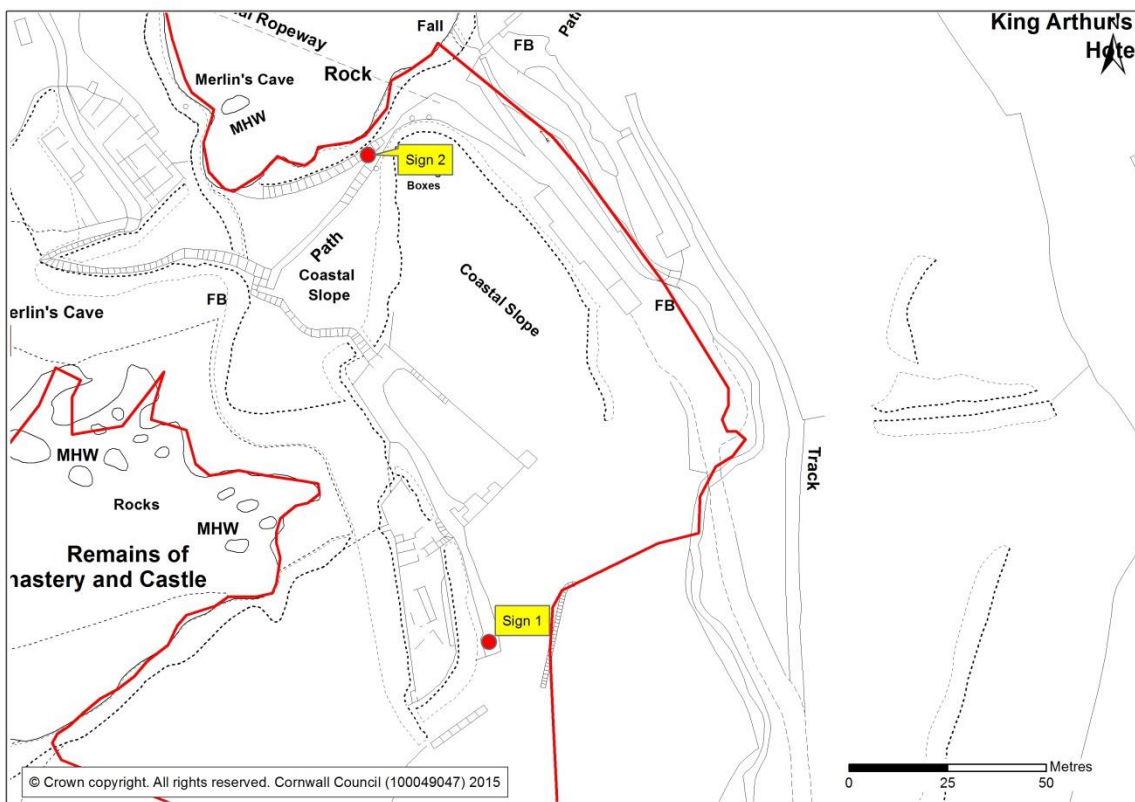 al Ropeway
Fall
FB
Path
King Arthur's
Hote
N
Merlin's Cave
Rock
MHW
Sign 2
Boxes
Path
Coastal
Slope
Coastal Slope
FB
FB
erlin's Cave
MHW
Rocks
MHW
Track
Remains of
nastery and Castle
Sign 1
Metres
0 25 50
© Crown copyright. All rights reserved. Cornwall Council (100049047) 2015